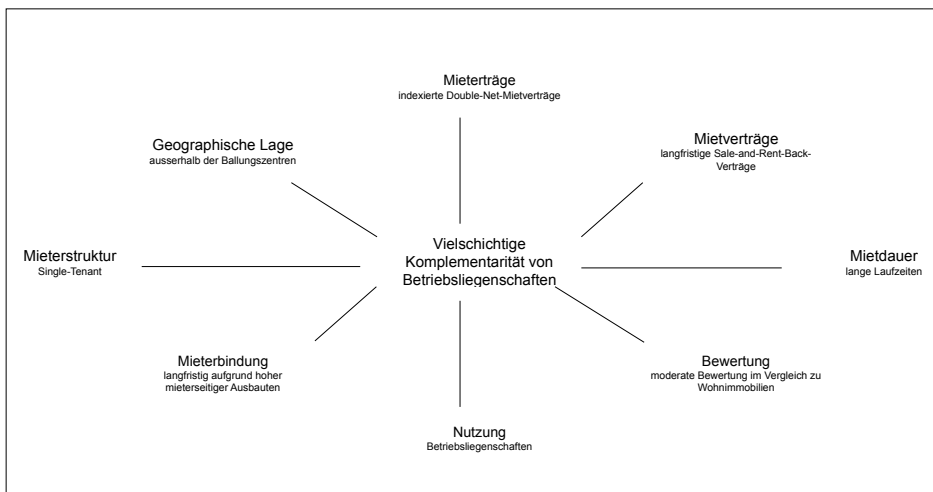 Mieterträge
indexierte Double-Net-Mietverträge
Geographische Lage
ausserhalb der Ballungszentren
Mietverträge
langfristige Sale-and-Rent-Back-
Verträge
Mieterstruktur
Single-Tenant
Vielschichtige
Komplementarität von
Betriebsliegenschaften
Mietdauer
lange Laufzeiten
Mieterbindung
langfristig aufgrund hoher
mieterseitiger Ausbauten
Bewertung
moderate Bewertung im Vergleich zu
Wohnimmobilien
Nutzung
Betriebsliegenschaften